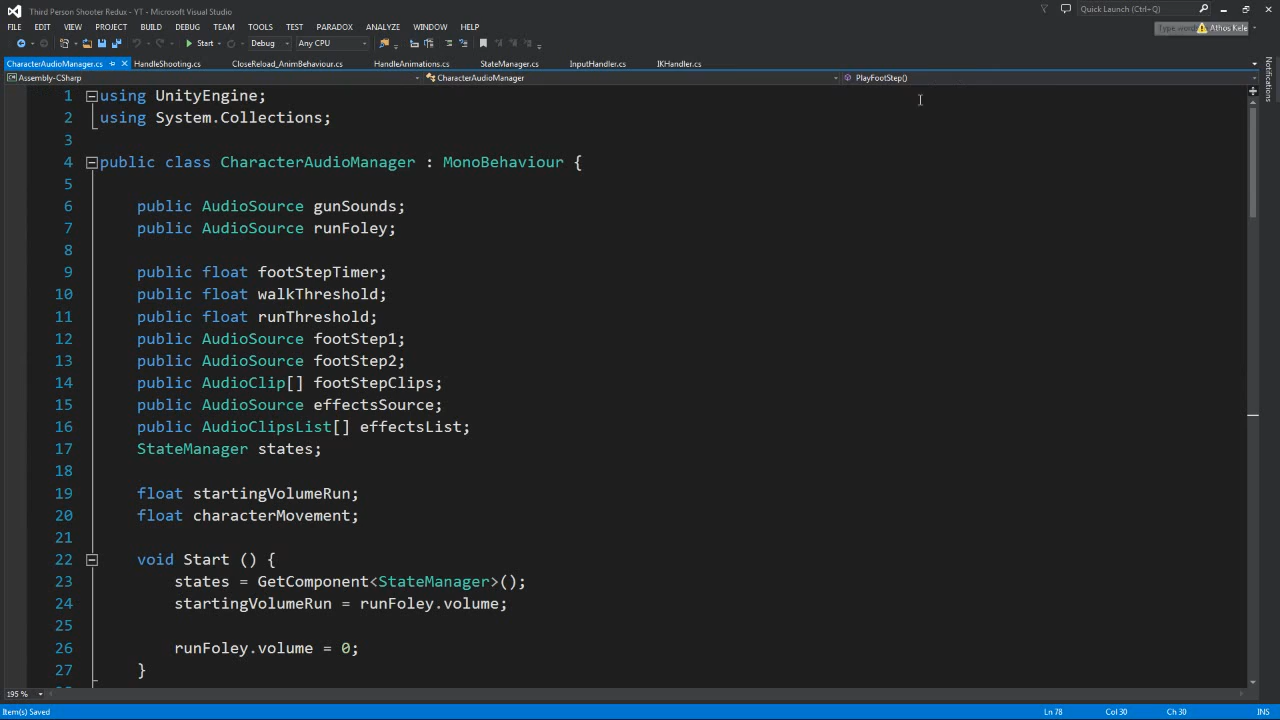 Third Person Shooter Redux - YT - Microsoft Visual Studio
Quick Launch (Ctrl+Q)
FILE EDIT VIEW PROJECT BUILD DEBUG TEAM TOOLS TEST PARADOX ANALYZE WINDOW HELP
Athos Kele
Start Debug Any CPU
CharacterAudioManager.cs HandleShooting.cs CloseReload_AnimBehaviour.cs HandleAnimations.cs StateManager.cs InputHandler.cs IKHandler.cs
Assembly-CSharp CharacterAudioManager PlayFootStep()
Notifications
1 using UnityEngine;
2 using System.Collections;
3
4 public class CharacterAudioManager : MonoBehaviour {
5
6 public AudioSource gunSounds;
7 public AudioSource runFoley;
8
9 public float footStepTimer;
10 public float walkThreshold;
11 public float runThreshold;
12 public AudioSource footStep1;
13 public AudioSource footStep2;
14 public AudioClip[] footStepClips;
15 public AudioSource effectsSource;
16 public AudioClipsList[] effectsList;
17 StateManager states;
18
19 float startingVolumeRun;
20 float characterMovement;
21
22 void Start () {
23 states = GetComponent<StateManager>();
24 startingVolumeRun = runFoley.volume;
25
26 runFoley.volume = 0;
27 }
195 %
Item(s) Saved Ln 78 Col 30 Ch 30 INS